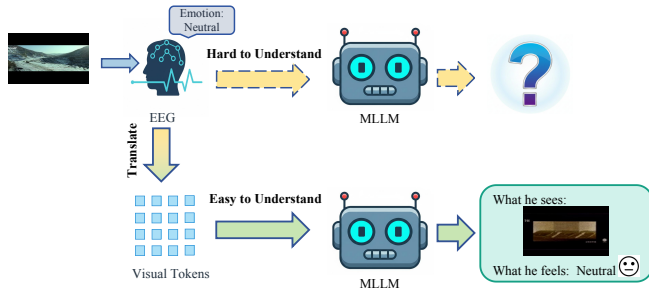 Emotion:
Neutral
Hard to Understand
EEG
MLLM
Translate
Easy to Understand
Visual Tokens
MLLM
What he sees:
What he feels: Neutral